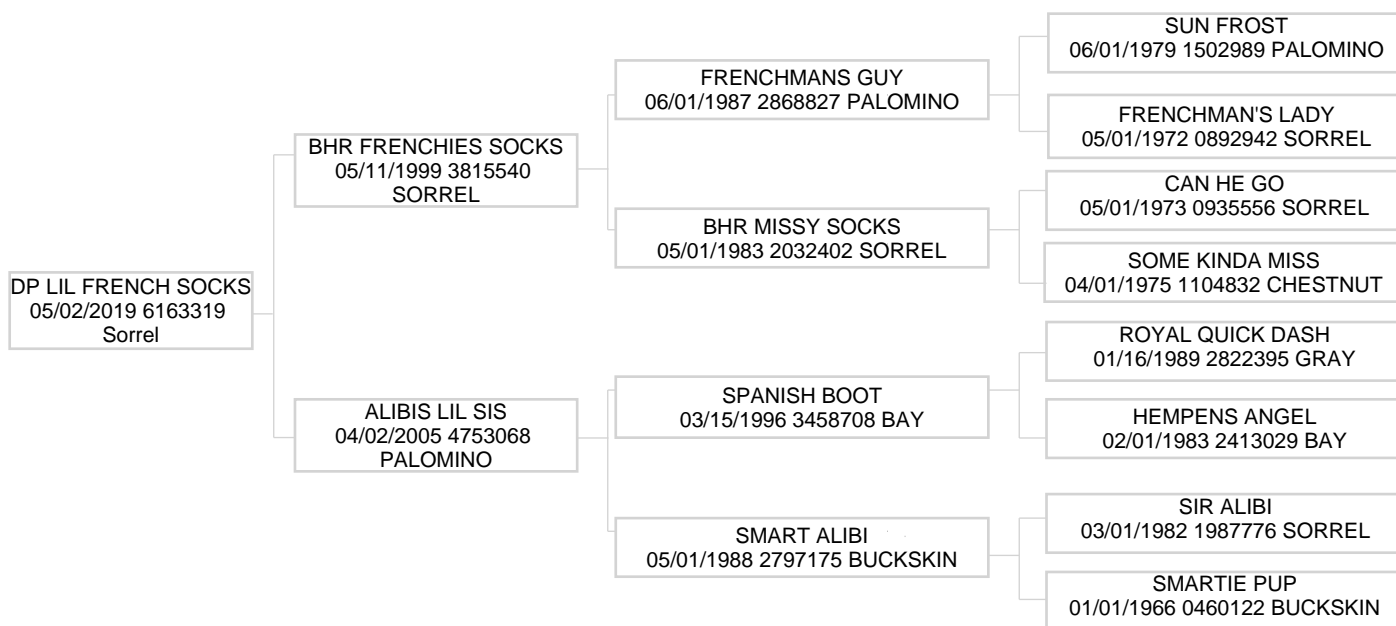 SUN FROST
06/01/1979 1502989 PALOMINO
FRENCHMANS GUY
06/01/1987 2868827 PALOMINO
FRENCHMAN'S LADY
05/01/1972 0892942 SORREL
BHR FRENCHIES SOCKS
05/11/1999 3815540
SORREL
CAN HE GO
05/01/1973 0935556 SORREL
BHR MISSY SOCKS
05/01/1983 2032402 SORREL
SOME KINDA MISS
04/01/1975 1104832 CHESTNUT
DP LIL FRENCH SOCKS
05/02/2019 6163319
Sorrel
ROYAL QUICK DASH
01/16/1989 2822395 GRAY
SPANISH BOOT
03/15/1996 3458708 BAY
HEMPENS ANGEL
02/01/1983 2413029 BAY
ALIBIS LIL SIS
04/02/2005 4753068
PALOMINO
SIR ALIBI
03/01/1982 1987776 SORREL
SMART ALIBI
05/01/1988 2797175 BUCKSKIN
SMARTIE PUP
01/01/1966 0460122 BUCKSKIN